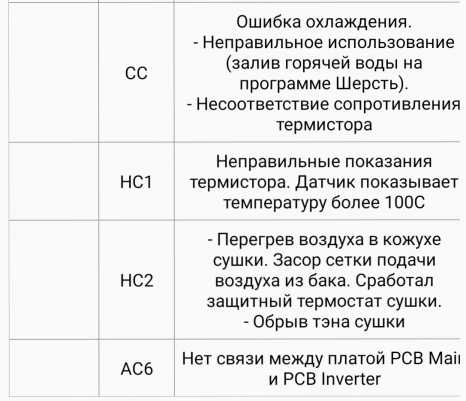 Ошибка охлаждения.
- Неправильное использование
(залив горячей воды на
программе Шерсть).
- Несоответствие сопротивления
термистора
CC
Неправильные показания
термистора. Датчик показывает
температуру более 100С
HC1
- Перегрев воздуха в кожухе
сушки. Засор сетки подачи
воздуха из бака. Сработал
защитный термостат сушки.
- Обрыв тэна сушки
HC2
Нет связи между платой PCB Mai
и PCB Inverter
AC6